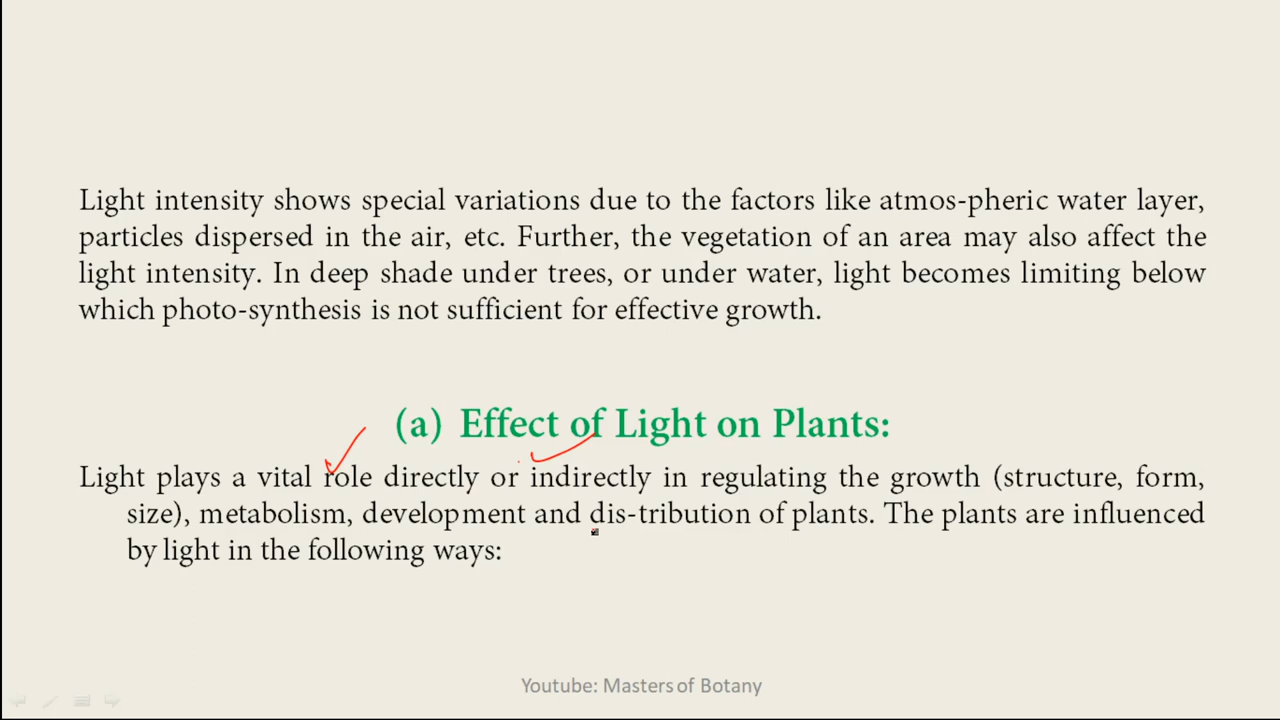 Light intensity shows special variations due to the factors like atmos-pheric water layer,
particles dispersed in the air, etc. Further, the vegetation of an area may also affect the
light intensity. In deep shade under trees, or under water, light becomes limiting below
which photo-synthesis is not sufficient for effective growth.
(a) Effect of Light on Plants:
Light plays a vital role directly or indirectly in regulating the growth (structure, form,
size), metabolism, development and dis-tribution of plants. The plants are influenced
by light in the following ways:
Youtube: Masters of Botany